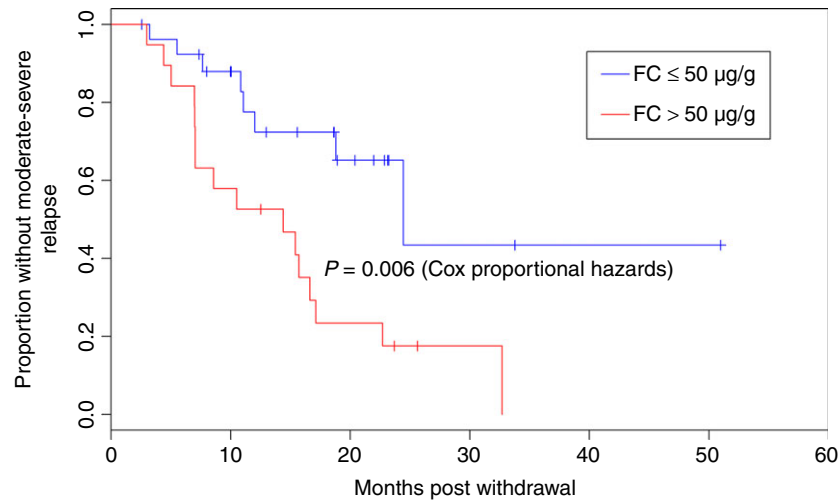 Proportion without moderate-severe
relapse
1.0
0.8
0.6
0.4
0.2
0.0
FC ≤ 50 µg/g
FC > 50 µg/g
P = 0.006 (Cox proportional hazards)
0 10 20 30 40 50 60
Months post withdrawal